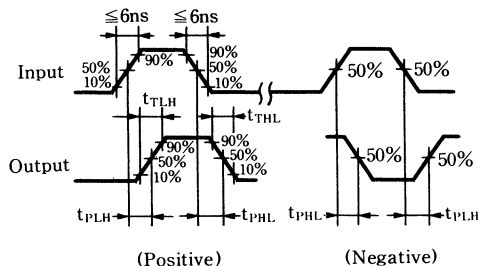 ≦6ns ≦6ns
Input 50% 10% 90% 90% 50% 10% 50% 50%
tTLH tTHL
Output 90% 50% 10% 90% 50% 10% 50% 50%
tPLH tPHL tPHL tPLH
(Positive) (Negative)